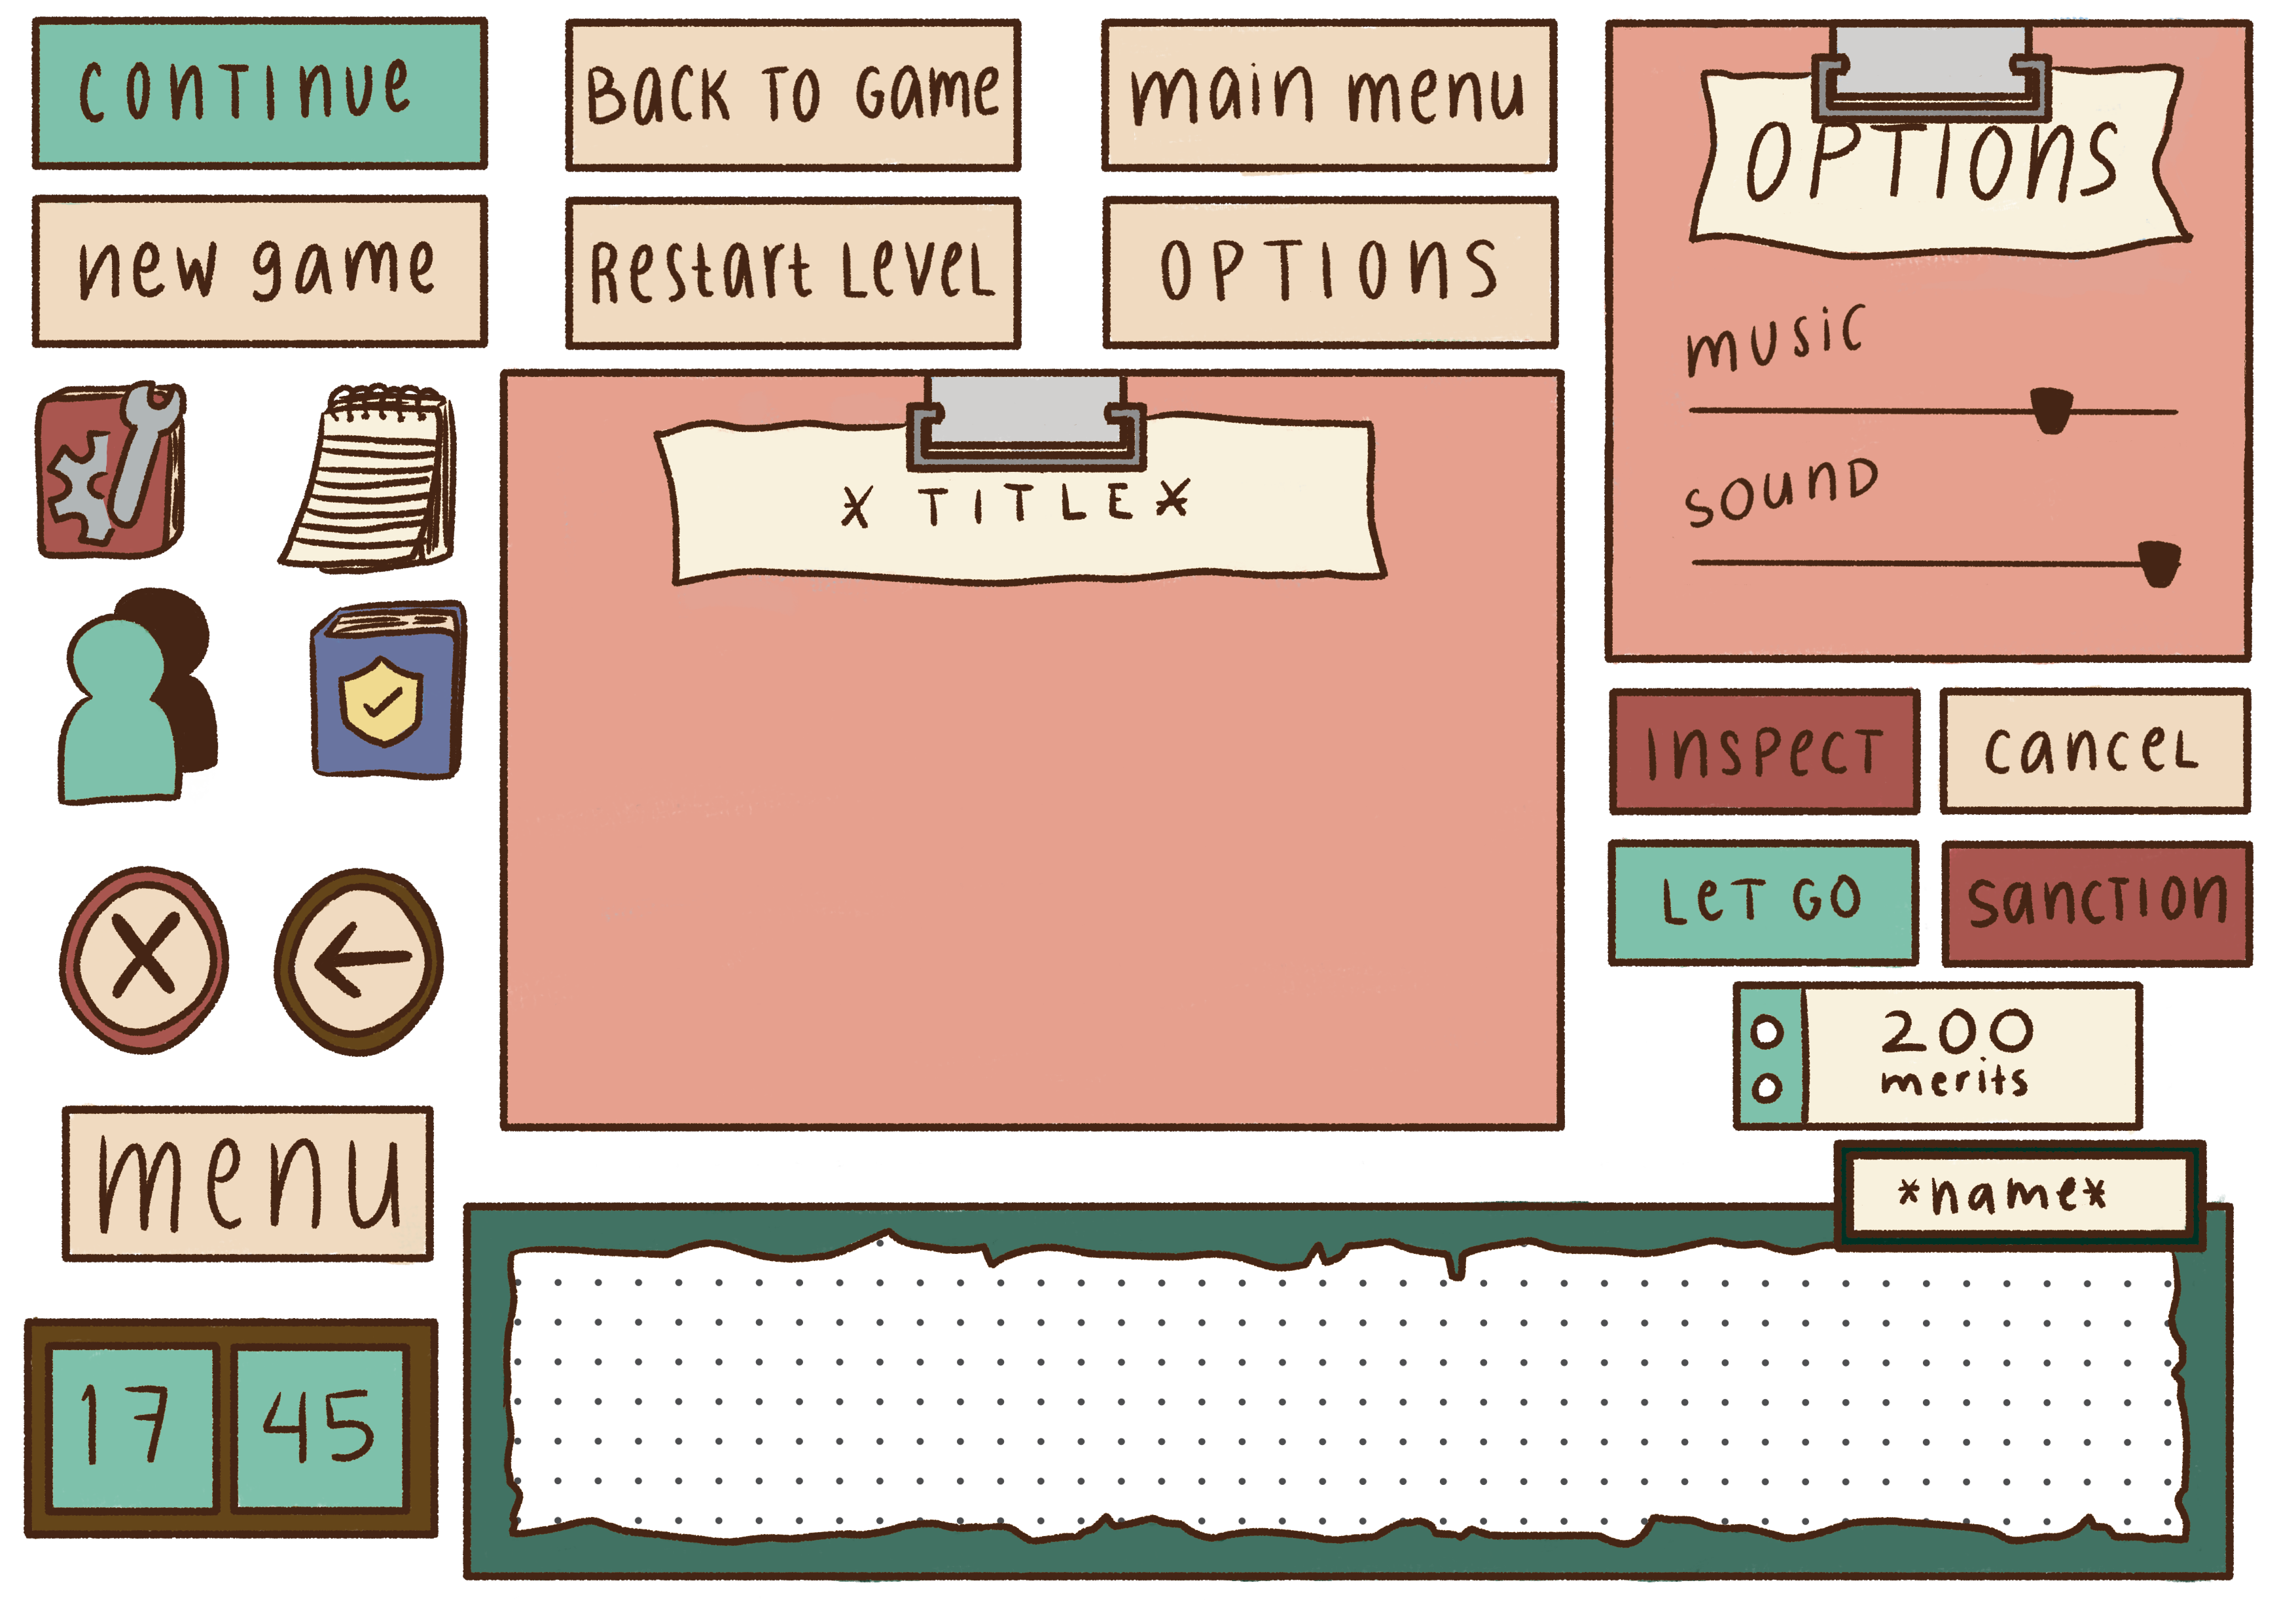 continue
Back to Game
main menu
new game
Restart Level
OPTIONS
OPTIONS
music
sound
* TITLE *
Inspect
cancel
Let Go
sanction
200
merits
menu
*name*
17 45